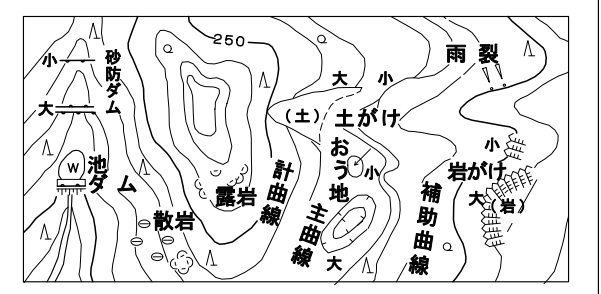 250
小
砂防ダム
大
W
池
ダム
散岩
露岩
計曲線
主曲線
大 小
(土) 土がけ
おう地
小
大
補助曲線
雨裂
小
岩がけ
大 (岩)